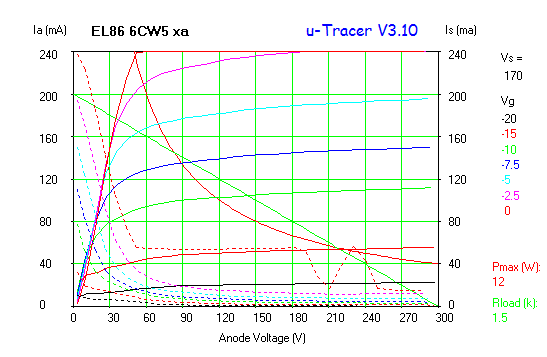 Ia (mA) EL86 6CW5 xa u-Tracer V3.10 Is (ma)
240 240
200 200
160 160
120 120
80 80
40 40
0 0
0 30 60 90 120 150 180 210 240 270 300
Anode Voltage (V)
Vs =
170
Vg
-20
-15
-10
-7.5
-5
-2.5
0
Pmax (W):
12
Rload (k):
1.5